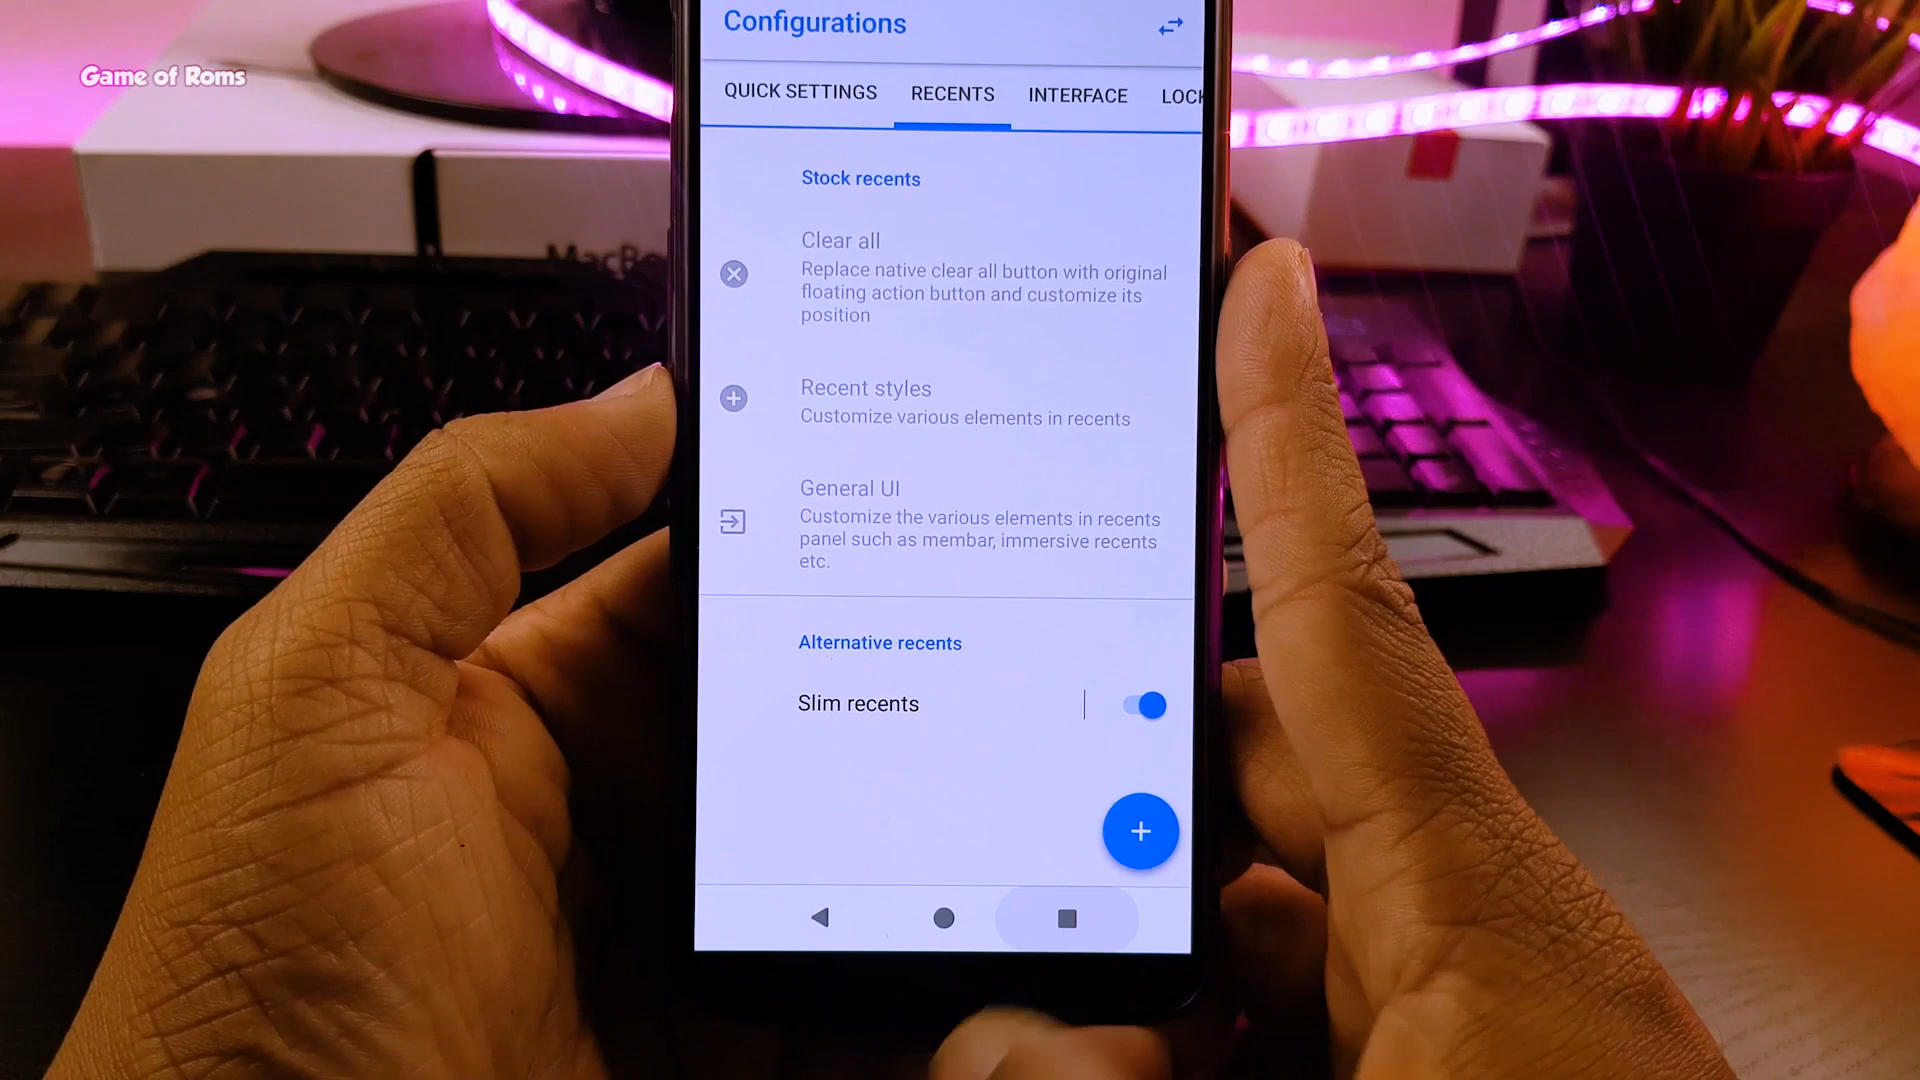 Game of Roms
Configurations
QUICK SETTINGS RECENTS INTERFACE LOCK
Stock recents
Clear all
Replace native clear all button with original
floating action button and customize its
position
Recent styles
Customize various elements in recents
General UI
Customize the various elements in recents
panel such as membar, immersive recents
etc.
Alternative recents
Slim recents
MacBo